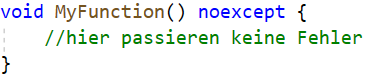 void MyFunction() noexcept {
    //hier passieren keine Fehler
}